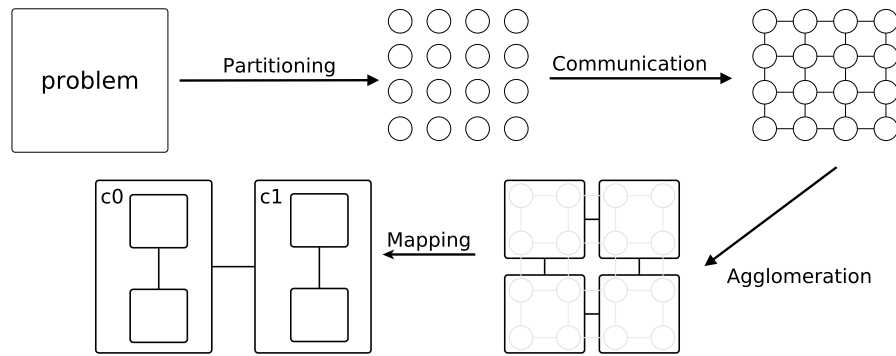 problem
Partitioning
Communication
Agglomeration
Mapping
c0
c1